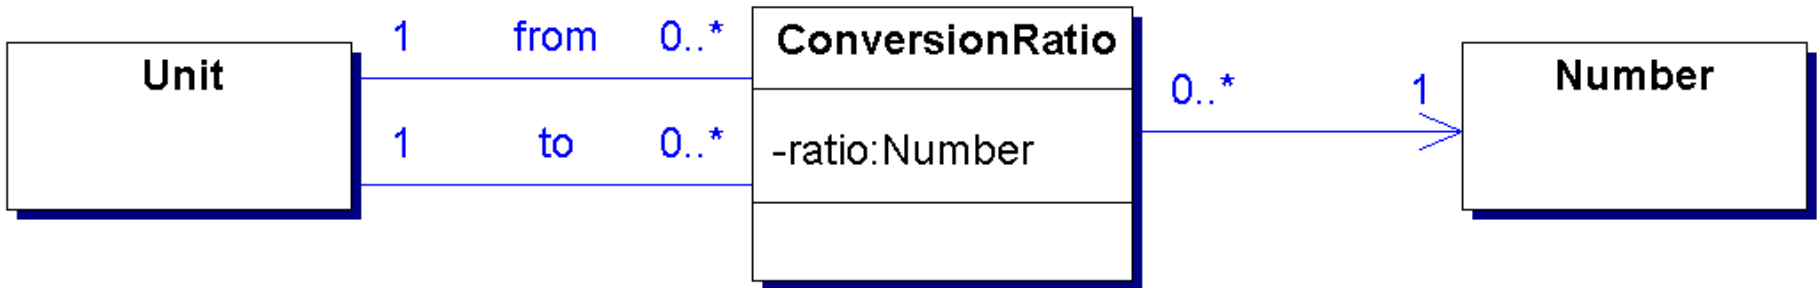 Unit
1 from 0..*
1 to 0..*
ConversionRatio
-ratio:Number
0..* 1
Number